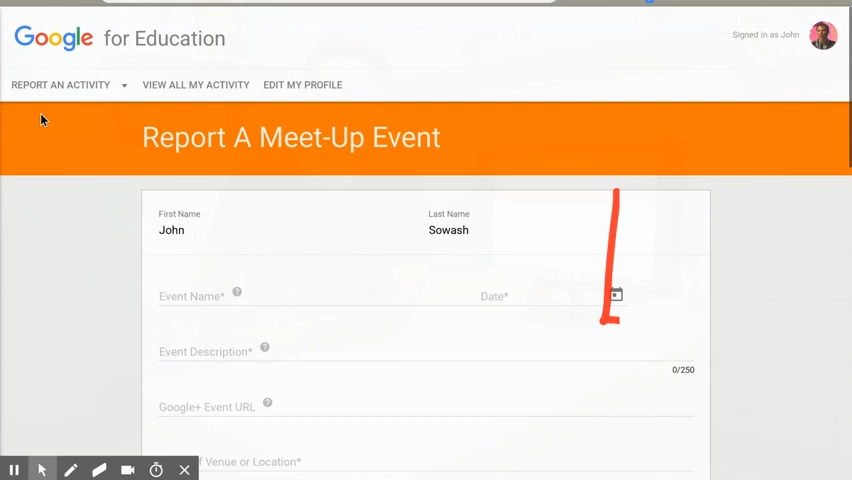 Google for Education
Signed in as John
REPORT AN ACTIVITY VIEW ALL MY ACTIVITY EDIT MY PROFILE
Report A Meet-Up Event
First Name Last Name
John Sowash
Event Name* Date*
Event Description*
0/250
Google+ Event URL
of Venue or Location*